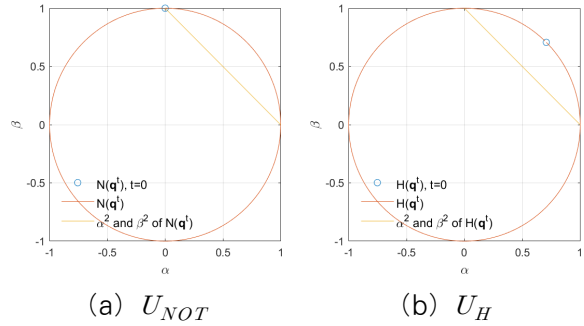 1
0.5
0
-0.5
-1
β
N(q^t), t=0
N(q^t)
α^2 and β^2 of N(q^t)
-1 -0.5 0 0.5 1
α
(a) U_{NOT}
1
0.5
0
-0.5
-1
β
H(q^t), t=0
H(q^t)
α^2 and β^2 of H(q^t)
-1 -0.5 0 0.5 1
α
(b) U_H